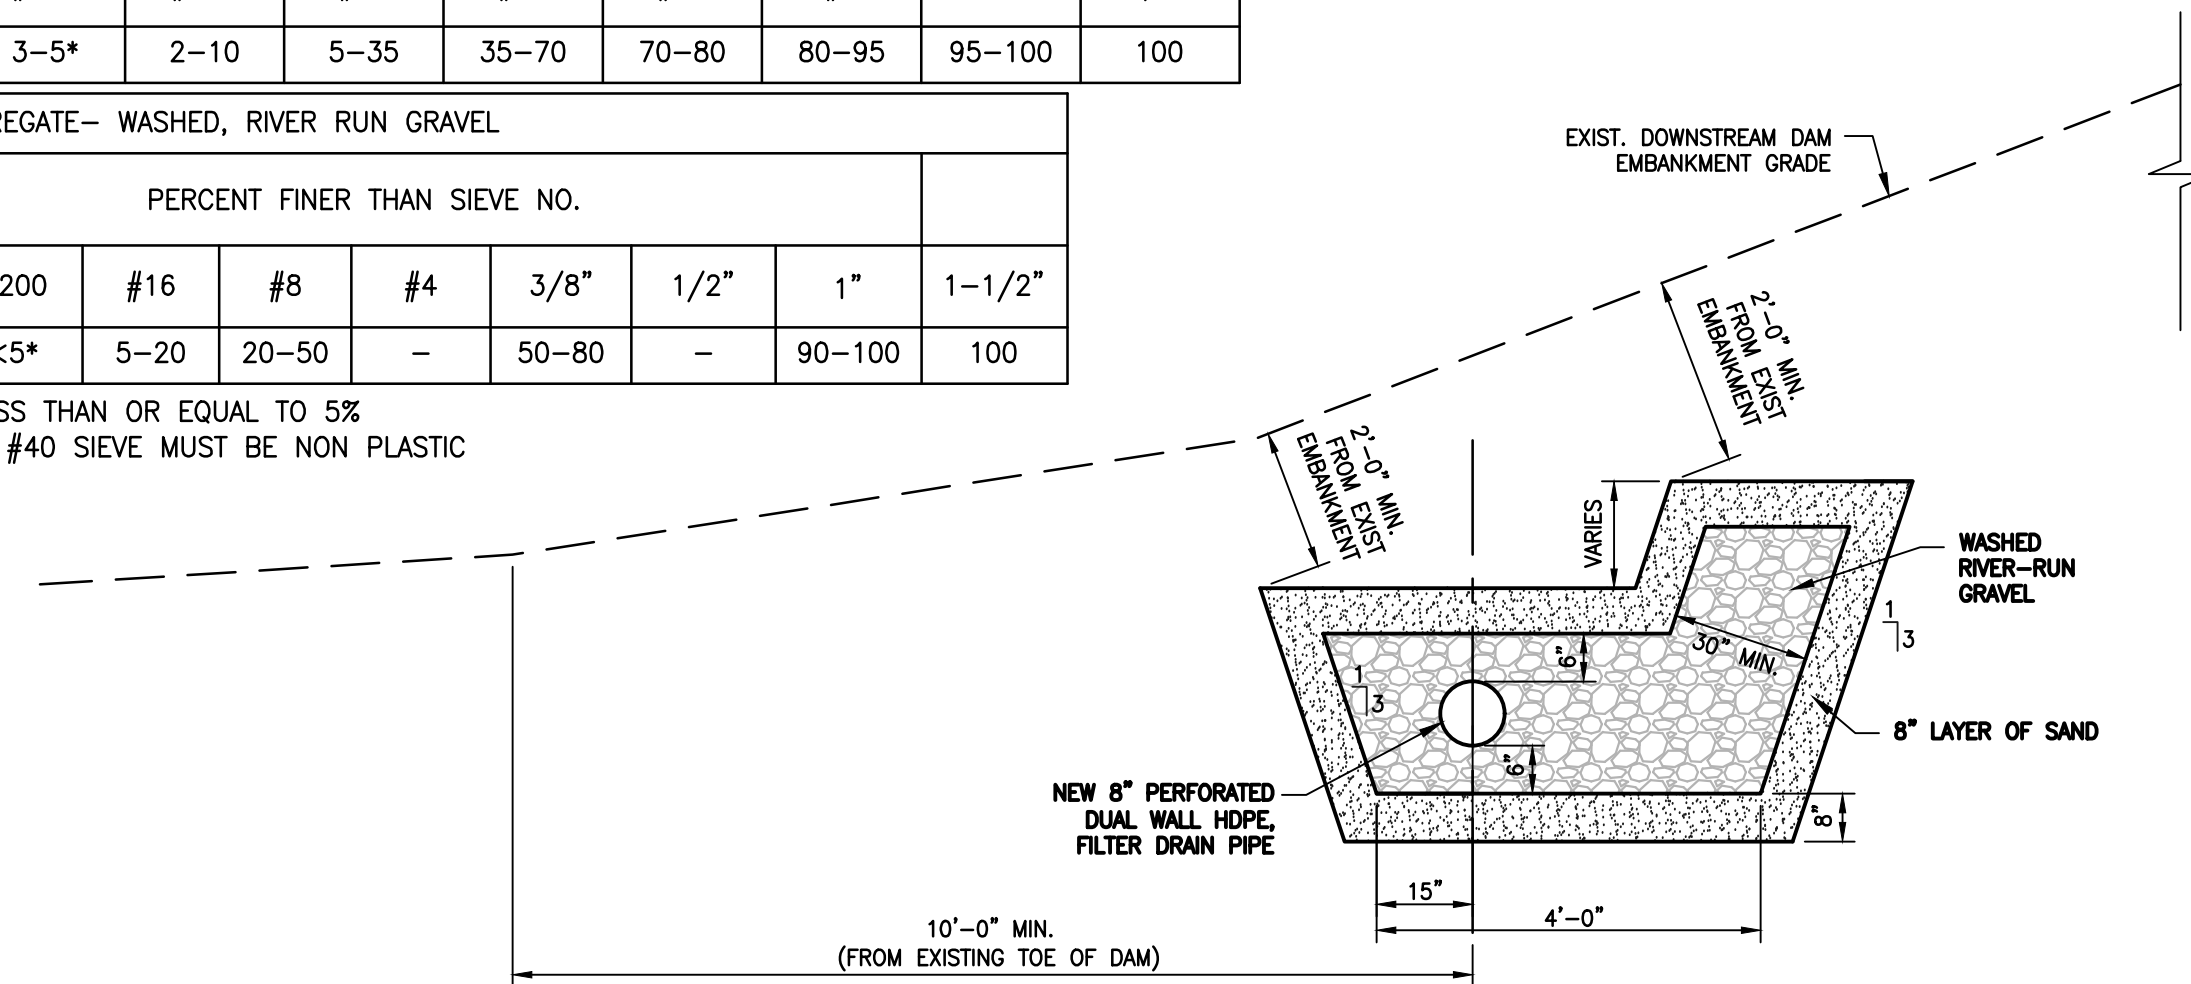 3-5* 2-10 5-35 35-70 70-80 80-95 95-100 100
REGATE- WASHED, RIVER RUN GRAVEL
PERCENT FINER THAN SIEVE NO.
200 #16 #8 #4 3/8" 1/2" 1" 1-1/2"
<5* 5-20 20-50 - 50-80 - 90-100 100
SS THAN OR EQUAL TO 5%
#40 SIEVE MUST BE NON PLASTIC
EXIST. DOWNSTREAM DAM
EMBANKMENT GRADE
2'-0" MIN.
FROM EXIST
EMBANKMENT
2'-0" MIN.
FROM EXIST
EMBANKMENT
VARIES
WASHED
RIVER-RUN
GRAVEL
1
3
30" MIN.
6"
1
3
8" LAYER OF SAND
6"
NEW 8" PERFORATED
DUAL WALL HDPE,
FILTER DRAIN PIPE
8"
15"
4'-0"
10'-0" MIN.
(FROM EXISTING TOE OF DAM)